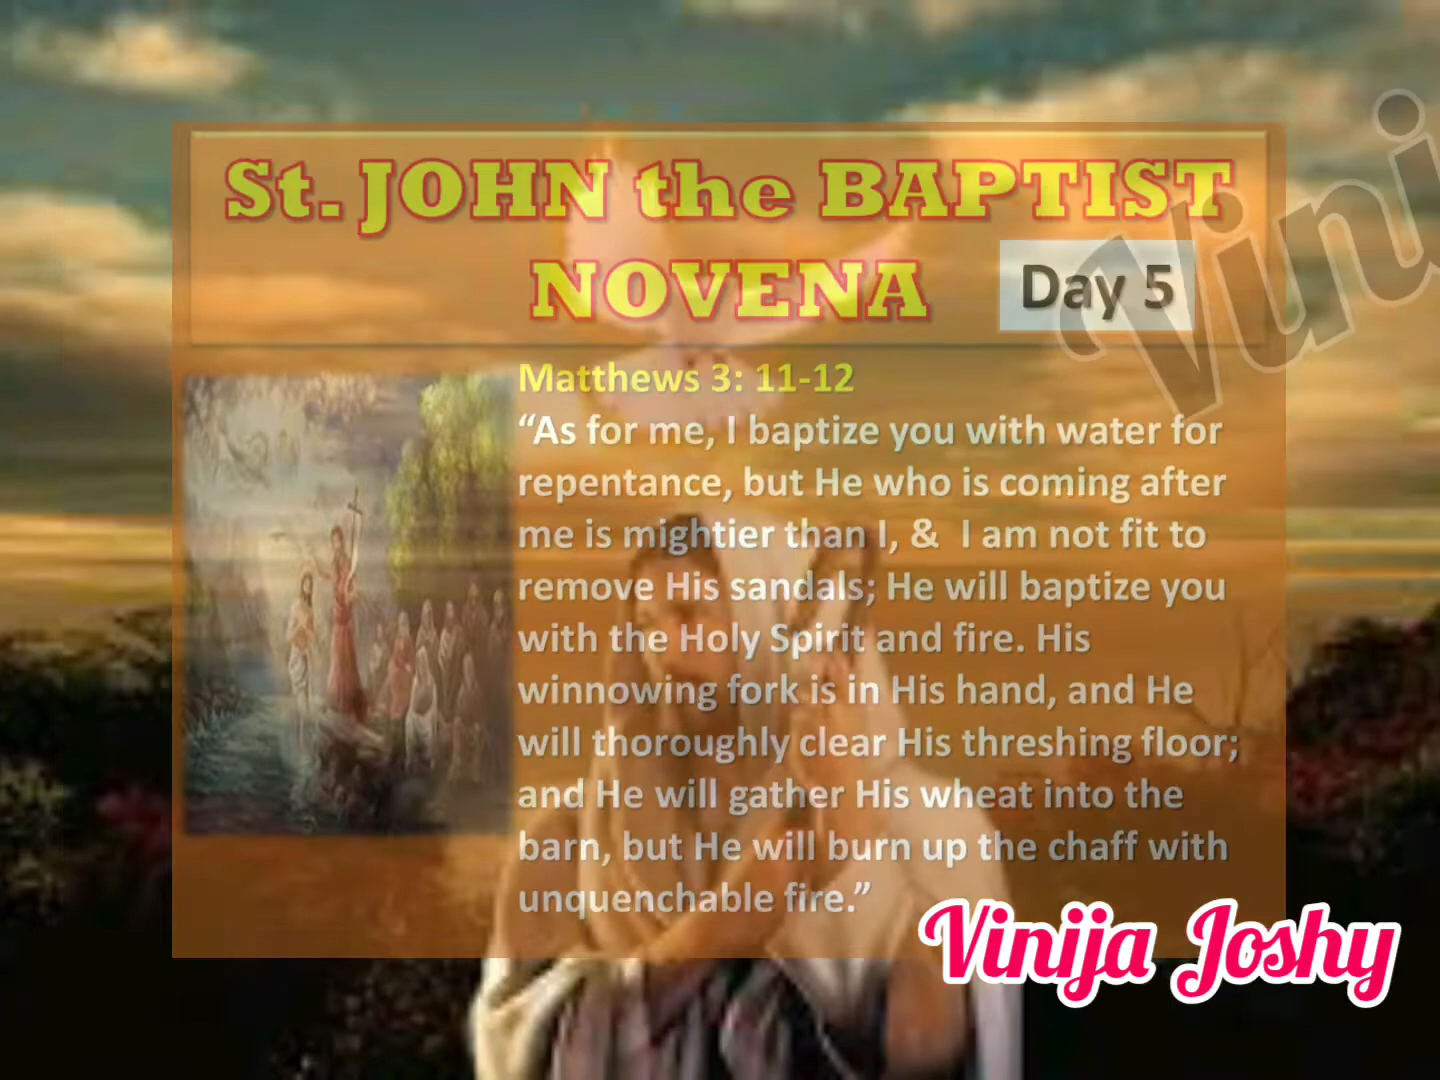 St. JOHN the BAPTIST
NOVENA
Day 5
Vini
Matthews 3: 11-12
“As for me, I baptize you with water for
repentance, but He who is coming after
me is mightier than I, & I am not fit to
remove His sandals; He will baptize you
with the Holy Spirit and fire. His
winnowing fork is in His hand, and He
will thoroughly clear His threshing floor;
and He will gather His wheat into the
barn, but He will burn up the chaff with
unquenchable fire.”
Vinija Joshy